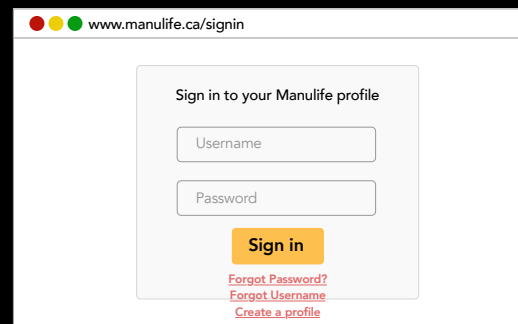 www.manulife.ca/signin
Sign in to your Manulife profile
Username
Password
Sign in
Forgot Password?
Forgot Username
Create a profile